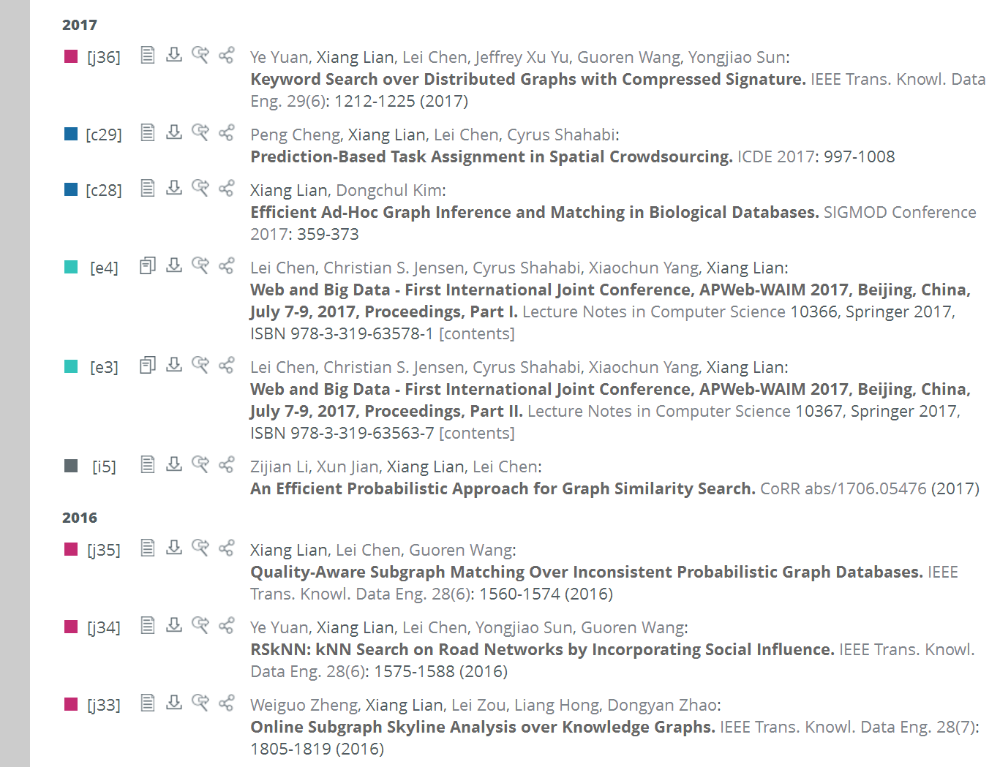 2017
[j36] Ye Yuan, Xiang Lian, Lei Chen, Jeffrey Xu Yu, Guoren Wang, Yongjiao Sun:
Keyword Search over Distributed Graphs with Compressed Signature. IEEE Trans. Knowl. Data
Eng. 29(6): 1212-1225 (2017)
[c29] Peng Cheng, Xiang Lian, Lei Chen, Cyrus Shahabi:
Prediction-Based Task Assignment in Spatial Crowdsourcing. ICDE 2017: 997-1008
[c28] Xiang Lian, Dongchul Kim:
Efficient Ad-Hoc Graph Inference and Matching in Biological Databases. SIGMOD Conference
2017: 359-373
[e4] Lei Chen, Christian S. Jensen, Cyrus Shahabi, Xiaochun Yang, Xiang Lian:
Web and Big Data - First International Joint Conference, APWeb-WAIM 2017, Beijing, China,
July 7-9, 2017, Proceedings, Part I. Lecture Notes in Computer Science 10366, Springer 2017,
ISBN 978-3-319-63578-1 [contents]
[e3] Lei Chen, Christian S. Jensen, Cyrus Shahabi, Xiaochun Yang, Xiang Lian:
Web and Big Data - First International Joint Conference, APWeb-WAIM 2017, Beijing, China,
July 7-9, 2017, Proceedings, Part II. Lecture Notes in Computer Science 10367, Springer 2017,
ISBN 978-3-319-63563-7 [contents]
[i5] Zijian Li, Xun Jian, Xiang Lian, Lei Chen:
An Efficient Probabilistic Approach for Graph Similarity Search. CoRR abs/1706.05476 (2017)
2016
[j35] Xiang Lian, Lei Chen, Guoren Wang:
Quality-Aware Subgraph Matching Over Inconsistent Probabilistic Graph Databases. IEEE
Trans. Knowl. Data Eng. 28(6): 1560-1574 (2016)
[j34] Ye Yuan, Xiang Lian, Lei Chen, Yongjiao Sun, Guoren Wang:
RSkNN: kNN Search on Road Networks by Incorporating Social Influence. IEEE Trans. Knowl.
Data Eng. 28(6): 1575-1588 (2016)
[j33] Weiguo Zheng, Xiang Lian, Lei Zou, Liang Hong, Dongyan Zhao:
Online Subgraph Skyline Analysis over Knowledge Graphs. IEEE Trans. Knowl. Data Eng. 28(7):
1805-1819 (2016)